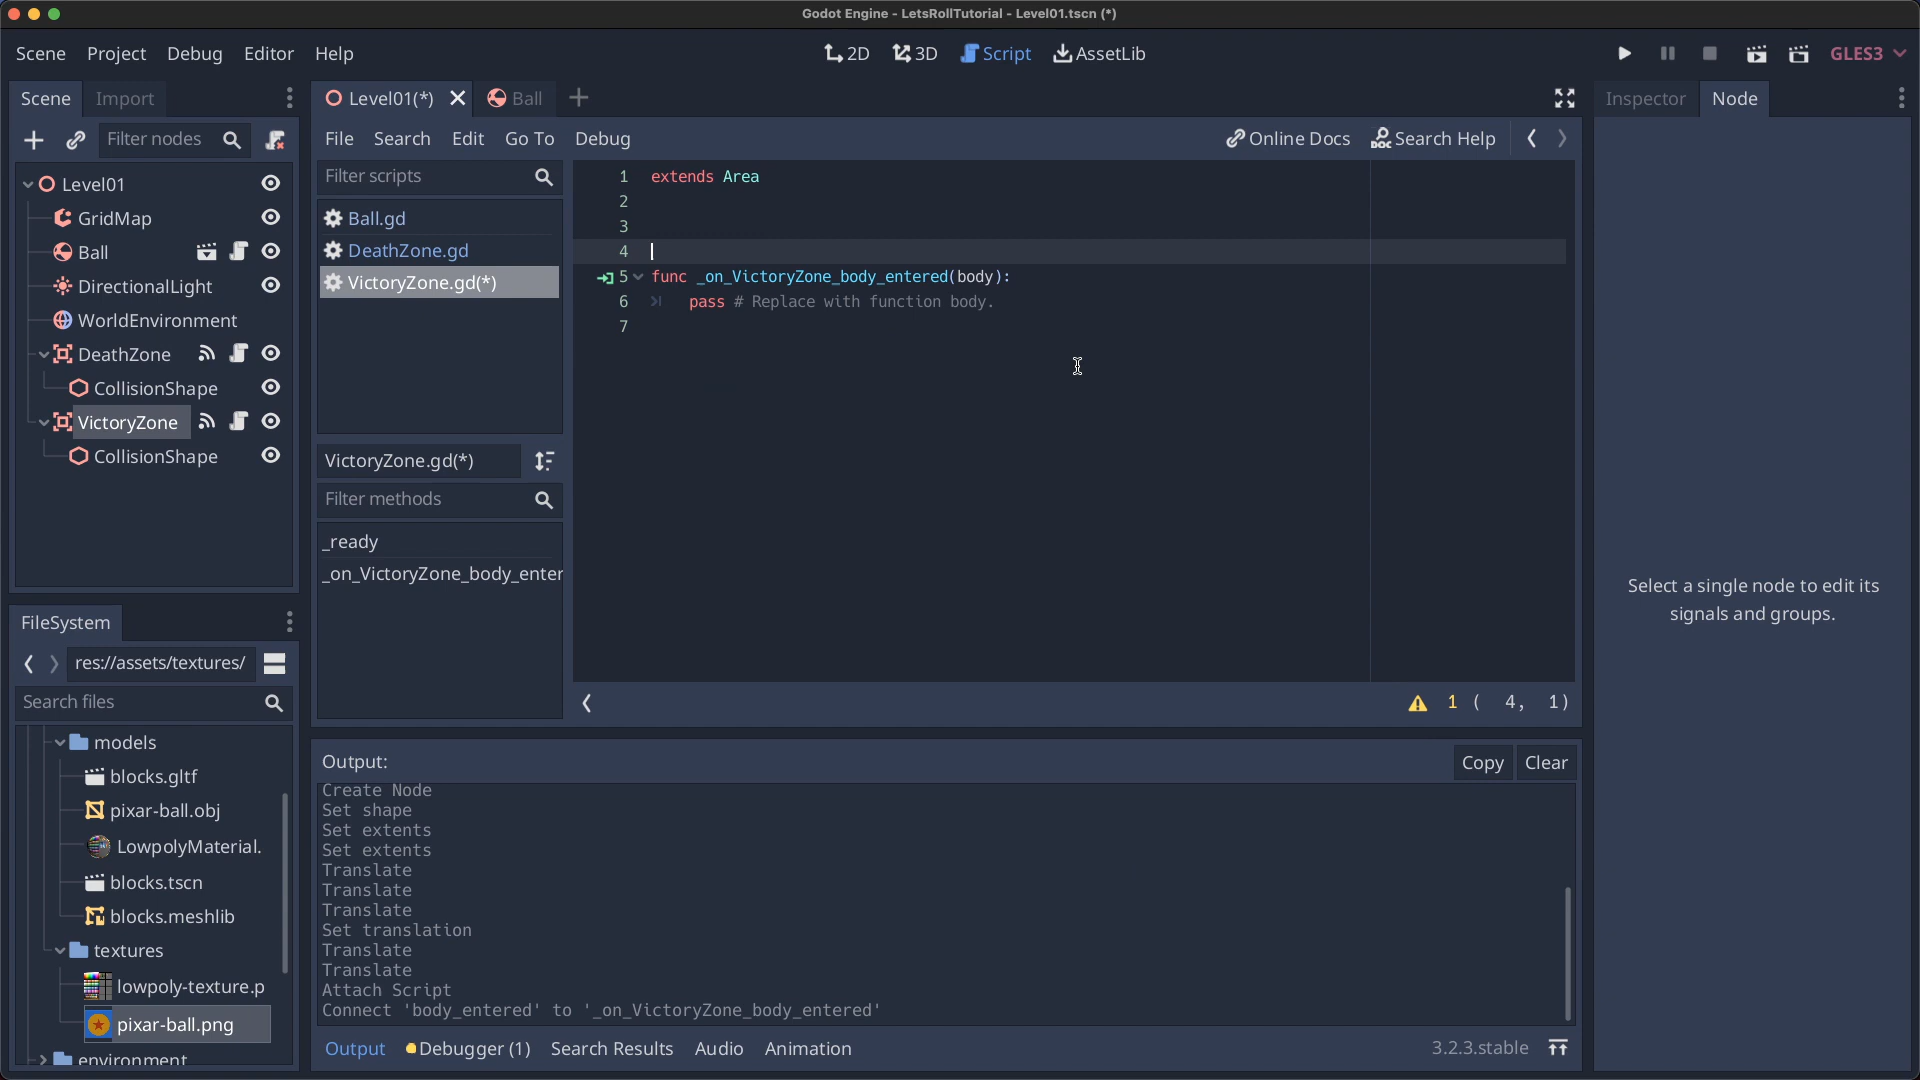 Godot Engine - LetsRollTutorial - Level01.tscn (*)
Scene Project Debug Editor Help 2D 3D Script AssetLib GLES3
Scene Import
Level01(*) Ball
Inspector Node
Filter nodes
File Search Edit Go To Debug Online Docs Search Help
Level01
GridMap
Ball
DirectionalLight
WorldEnvironment
DeathZone
CollisionShape
VictoryZone
CollisionShape
Filter scripts
Ball.gd
DeathZone.gd
VictoryZone.gd(*)
VictoryZone.gd(*)
Filter methods
_ready
_on_VictoryZone_body_enter
1 extends Area
2
3
4
5 func _on_VictoryZone_body_entered(body):
6 pass # Replace with function body.
7
1 ( 4, 1)
Select a single node to edit its
signals and groups.
FileSystem
res://assets/textures/
Search files
models
blocks.gltf
pixar-ball.obj
LowpolyMaterial.
blocks.tscn
blocks.meshlib
textures
lowpoly-texture.p
pixar-ball.png
environment
Output: Copy Clear
Create Node
Set shape
Set extents
Set extents
Translate
Translate
Translate
Set translation
Translate
Translate
Attach Script
Connect 'body_entered' to '_on_VictoryZone_body_entered'
Output Debugger (1) Search Results Audio Animation 3.2.3.stable